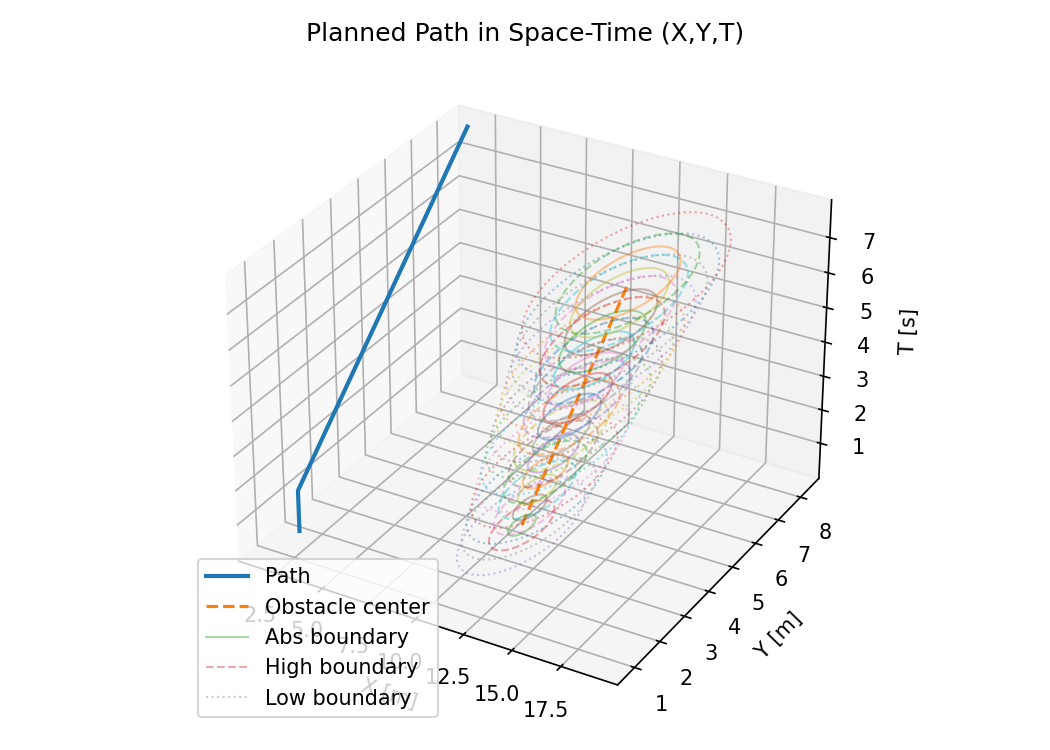 Planned Path in Space-Time (X,Y,T)
7
6
5
4
3
2
1
T [s]
8
7
6
5
4
3
2
1
Y [m]
2.5
5.0
7.5
10.0
12.5
15.0
17.5
X [m]
Path
Obstacle center
Abs boundary
High boundary
Low boundary